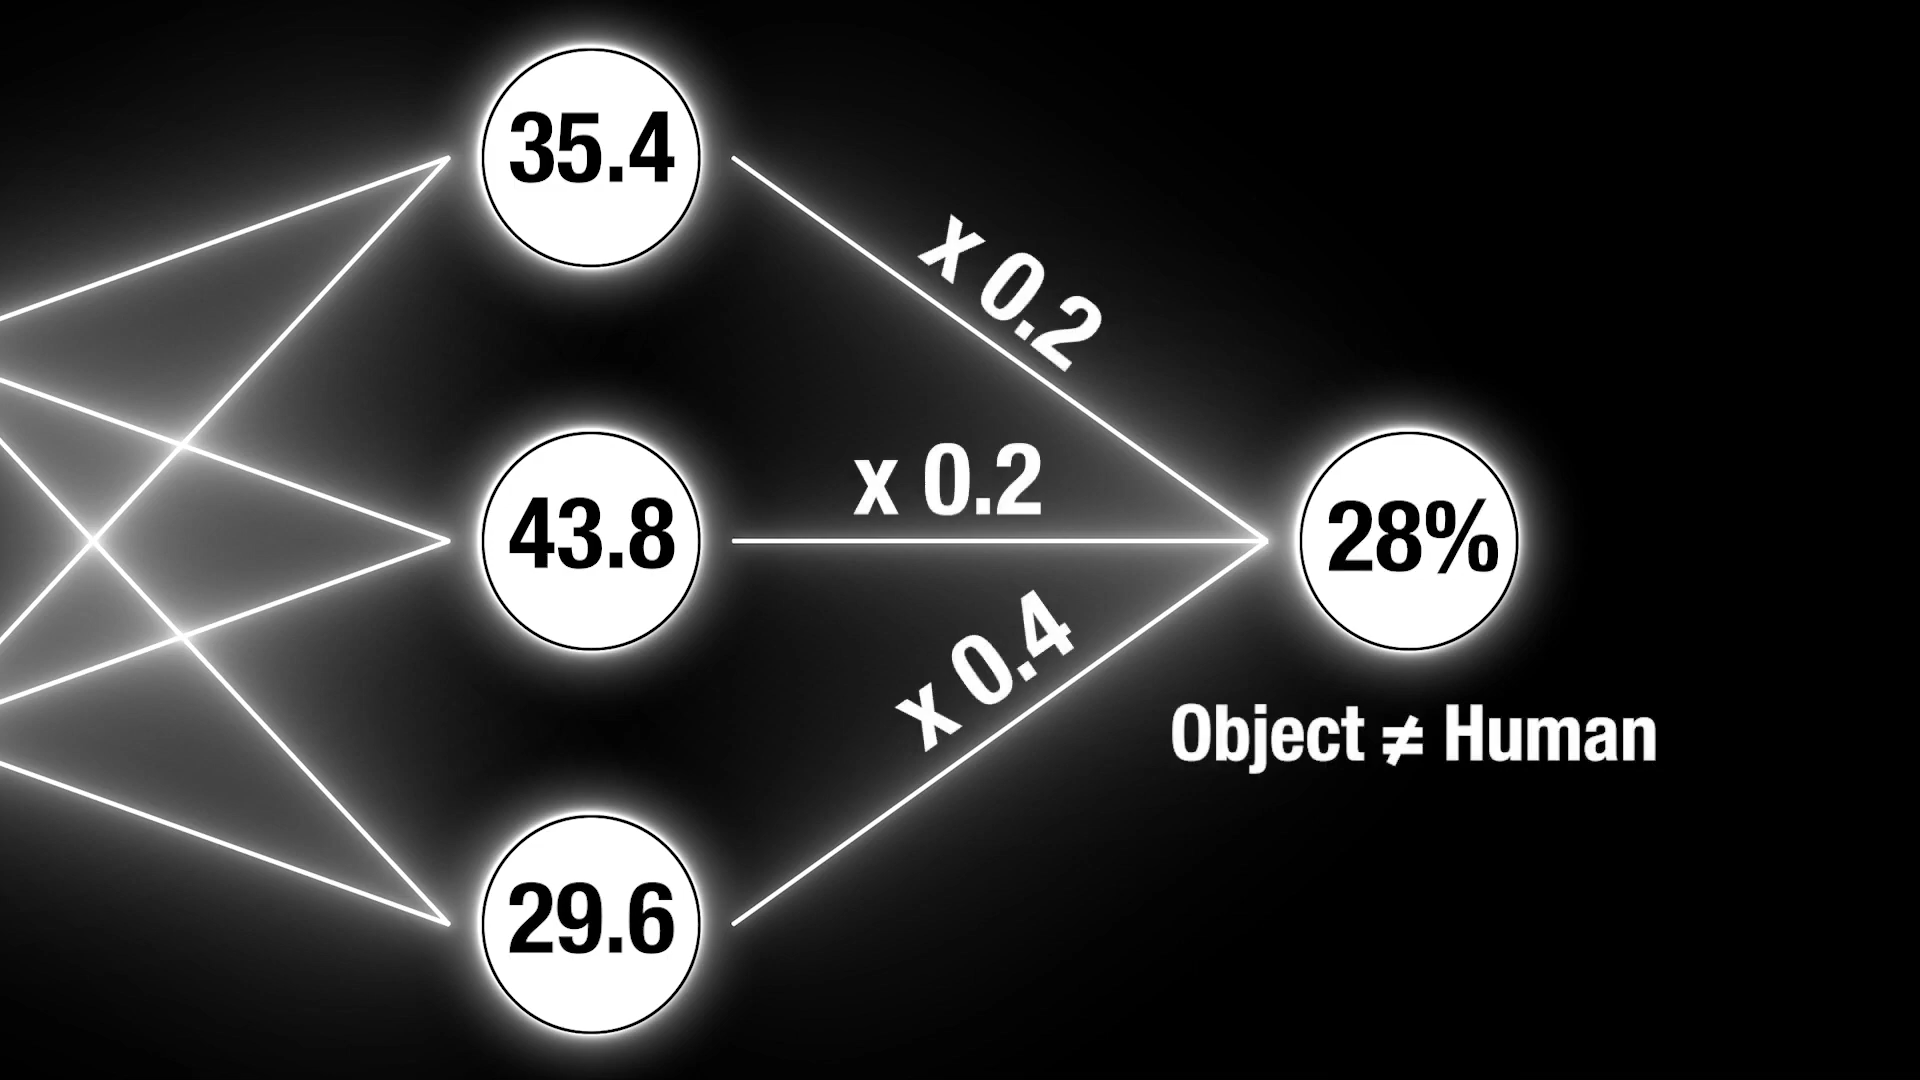 35.4
x 0.2
43.8
x 0.2
28%
x 0.4
Object ≠ Human
29.6